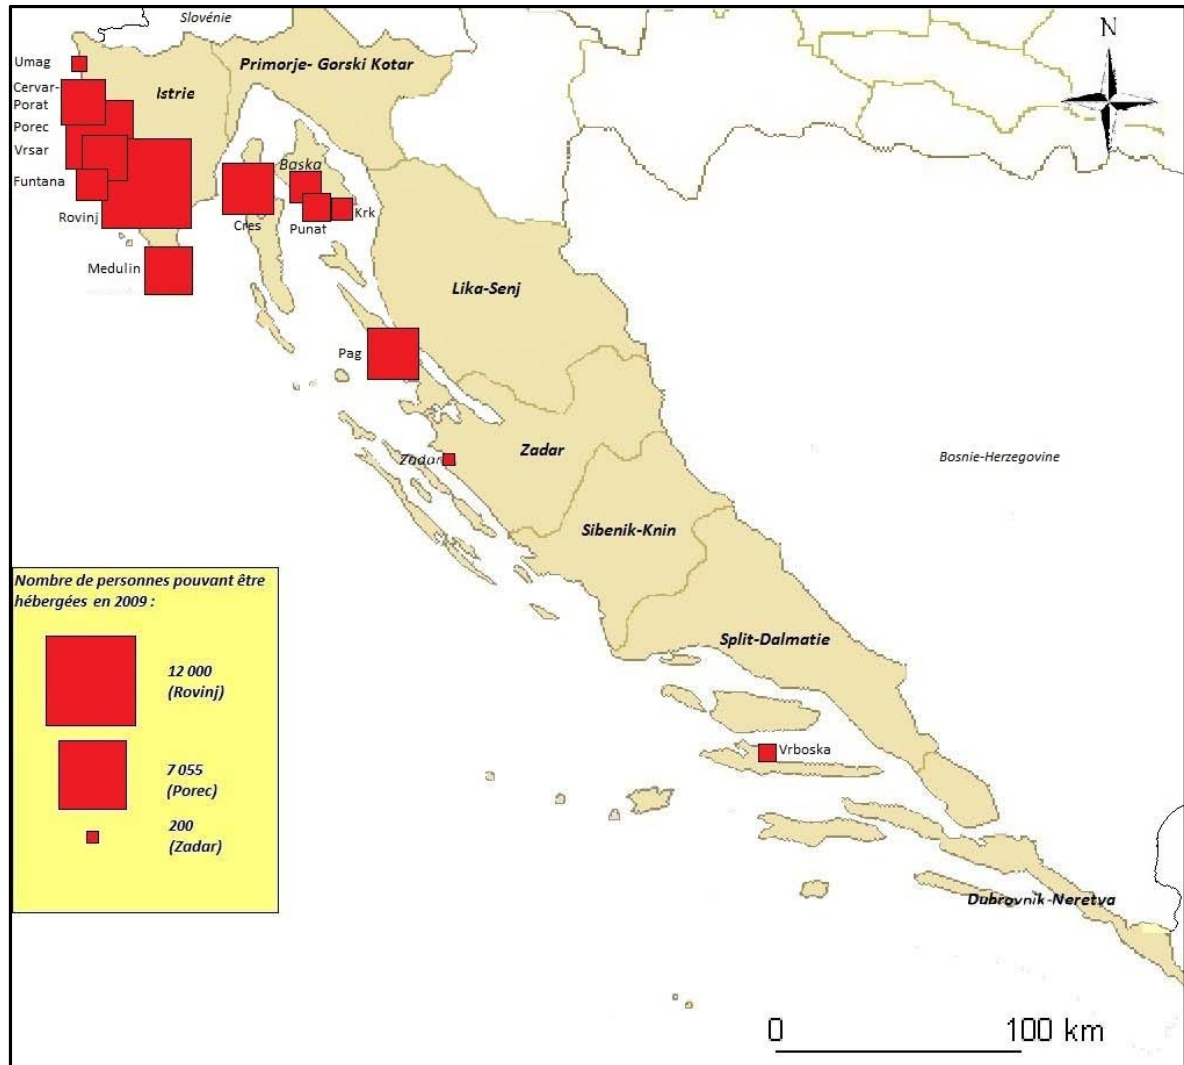 Slovénie
N
Umag
Primorje- Gorski Kotar
Cervar-
Porat
Istrie
Porec
Vrsar
Baska
Funtana
Rovinj
Cres
Punat
Krk
Medulin
Lika-Senj
Pag
Zadar
Zadar
Bosnie-Herzegovine
Sibenik-Knin
Nombre de personnes pouvant être
hébergées en 2009 :
12 000
(Rovinj)
7 055
(Porec)
200
(Zadar)
Split-Dalmatie
Vrboska
Dubrovnik-Neretva
0
100 km